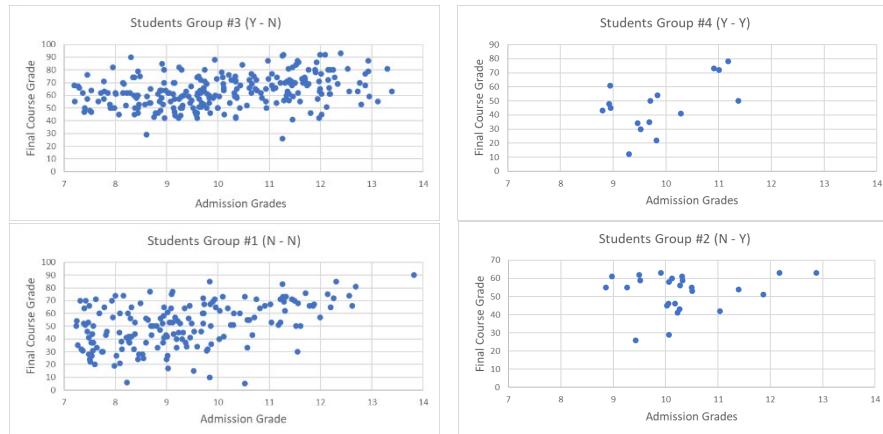 Students Group #3 (Y - N)
Final Course Grade
100
90
80
70
60
50
40
30
20
10
0
7 8 9 10 11 12 13 14
Admission Grades
Students Group #4 (Y - Y)
Final Course Grade
90
80
70
60
50
40
30
20
10
0
7 8 9 10 11 12 13 14
Admission Grades
Students Group #1 (N - N)
Final Course Grade
100
90
80
70
60
50
40
30
20
10
0
7 8 9 10 11 12 13 14
Admission Grade
Students Group #2 (N - Y)
Final Course Grade
70
60
50
40
30
20
10
0
7 8 9 10 11 12 13 14
Admission Grades